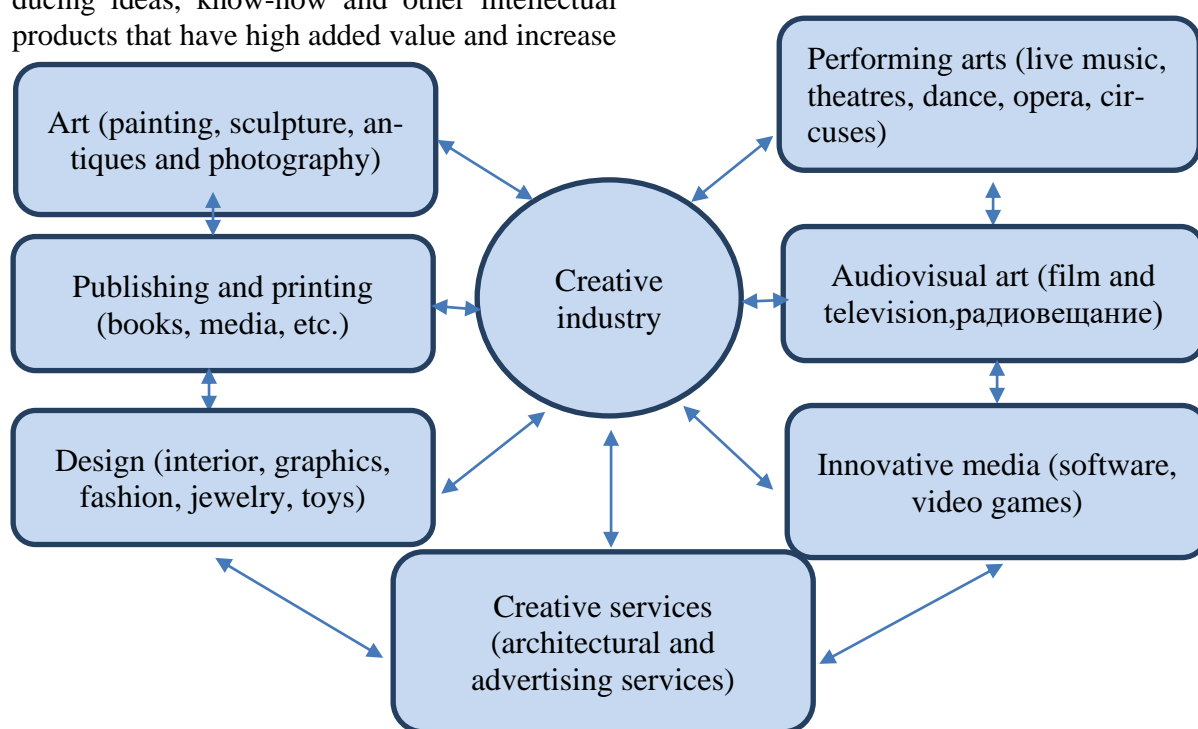 ducing ideas, know-how and other intellectual
products that have high added value and increase
Performing arts (live music,
theatres, dance, opera, cir-
cuses)
Art (painting, sculpture, an-
tiques and photography)
Creative
industry
Publishing and printing
(books, media, etc.)
Audiovisual art (film and
television,радиовещание)
Design (interior, graphics,
fashion, jewelry, toys)
Innovative media (software,
video games)
Creative services
(architectural and
advertising services)